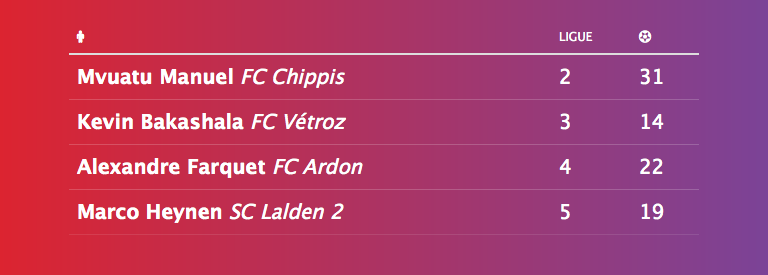 LIGUE
Mvuatu Manuel FC Chippis 2 31
Kevin Bakashala FC Vétroz 3 14
Alexandre Farquet FC Ardon 4 22
Marco Heynen SC Lalden 2 5 19